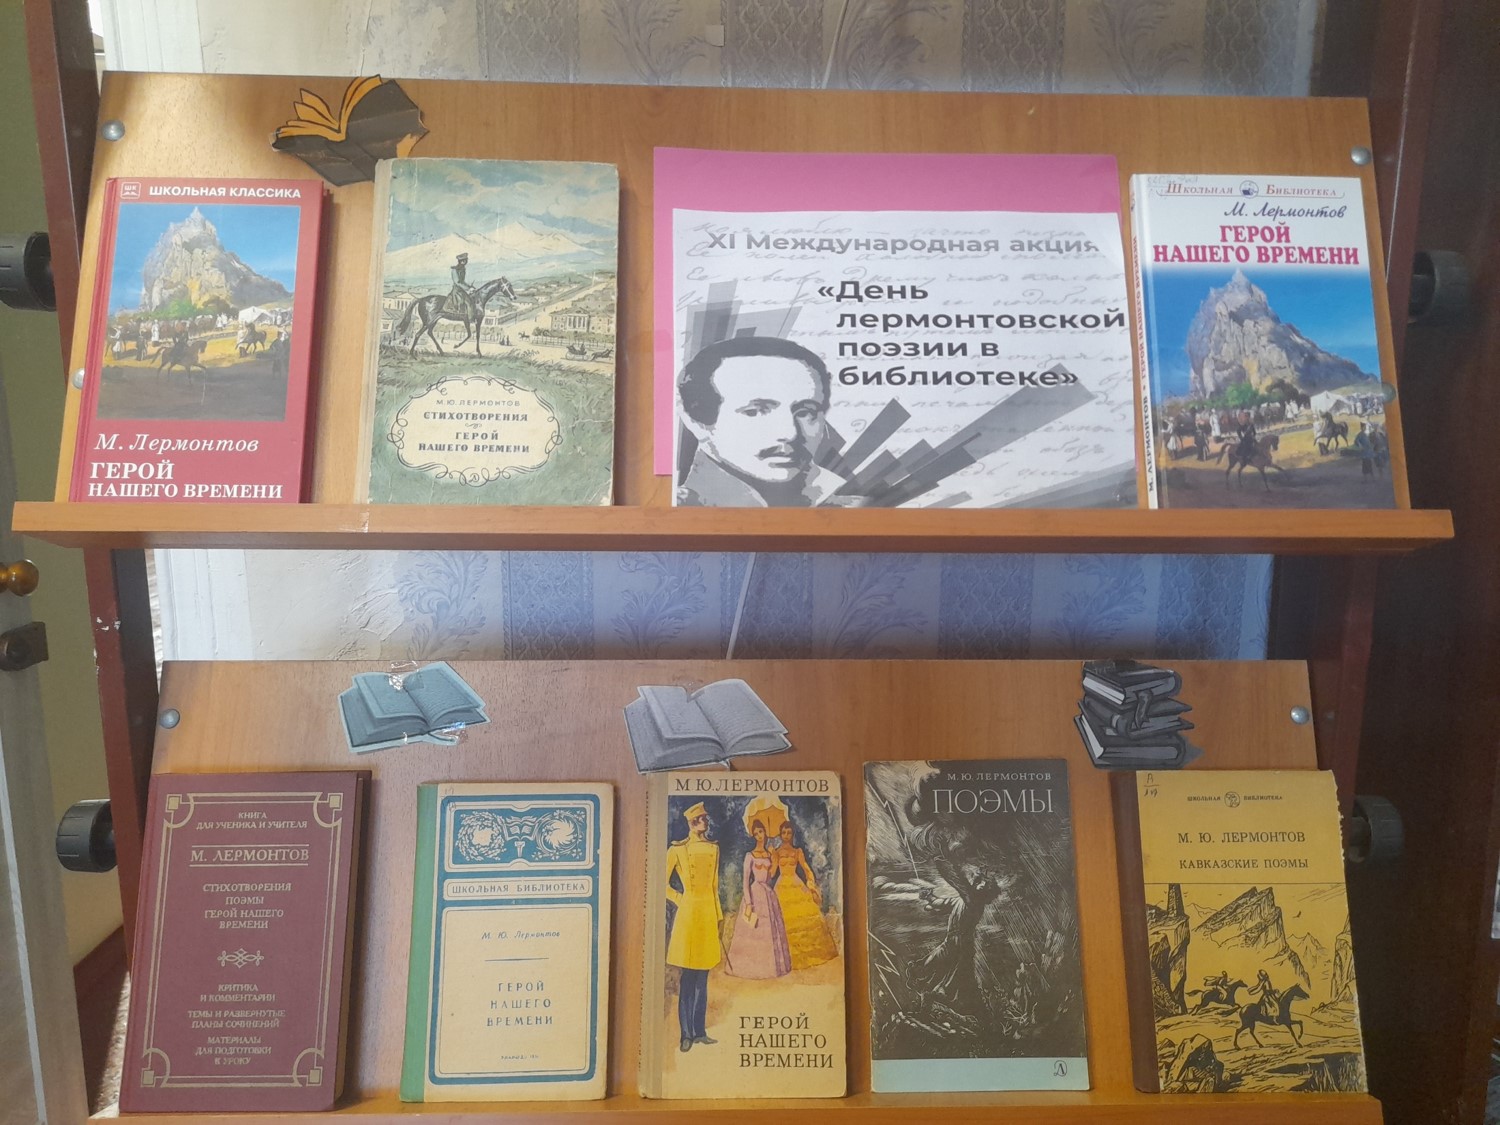 ШКОЛЬНАЯ КЛАССИКА
М. Лермонтов
ГЕРОЙ
НАШЕГО ВРЕМЕНИ
М. Ю. ЛЕРМОНТОВ
СТИХОТВОРЕНИЯ
ГЕРОЙ
НАШЕГО ВРЕМЕНИ
XI Международная акция
«День
лермонтовской
поэзии в
библиотеке»
Школьная Библиотека
М. Лермонтов
ГЕРОЙ
НАШЕГО ВРЕМЕНИ
М. ЛЕРМОНТОВ • ГЕРОЙ НАШЕГО ВРЕМЕНИ
КНИГА
ДЛЯ УЧЕНИКА И УЧИТЕЛЯ
М. ЛЕРМОНТОВ
СТИХОТВОРЕНИЯ
ПОЭМЫ
ГЕРОЙ НАШЕГО
ВРЕМЕНИ
КРИТИКА
И КОММЕНТАРИИ
ТЕМЫ И РАЗВЕРНУТЫЕ
ПЛАНЫ СОЧИНЕНИЙ
МАТЕРИАЛЫ
ДЛЯ ПОДГОТОВКИ
К УРОКУ
ШКОЛЬНАЯ БИБЛИОТЕКА
М. Ю. Лермонтов
ГЕРОЙ
НАШЕГО
ВРЕМЕНИ
М.Ю.ЛЕРМОНТОВ
ГЕРОЙ
НАШЕГО
ВРЕМЕНИ
М. Ю. ЛЕРМОНТОВ
ПОЭМЫ
ШКОЛЬНАЯ БИБЛИОТЕКА
М. Ю. ЛЕРМОНТОВ
КАВКАЗСКИЕ ПОЭМЫ